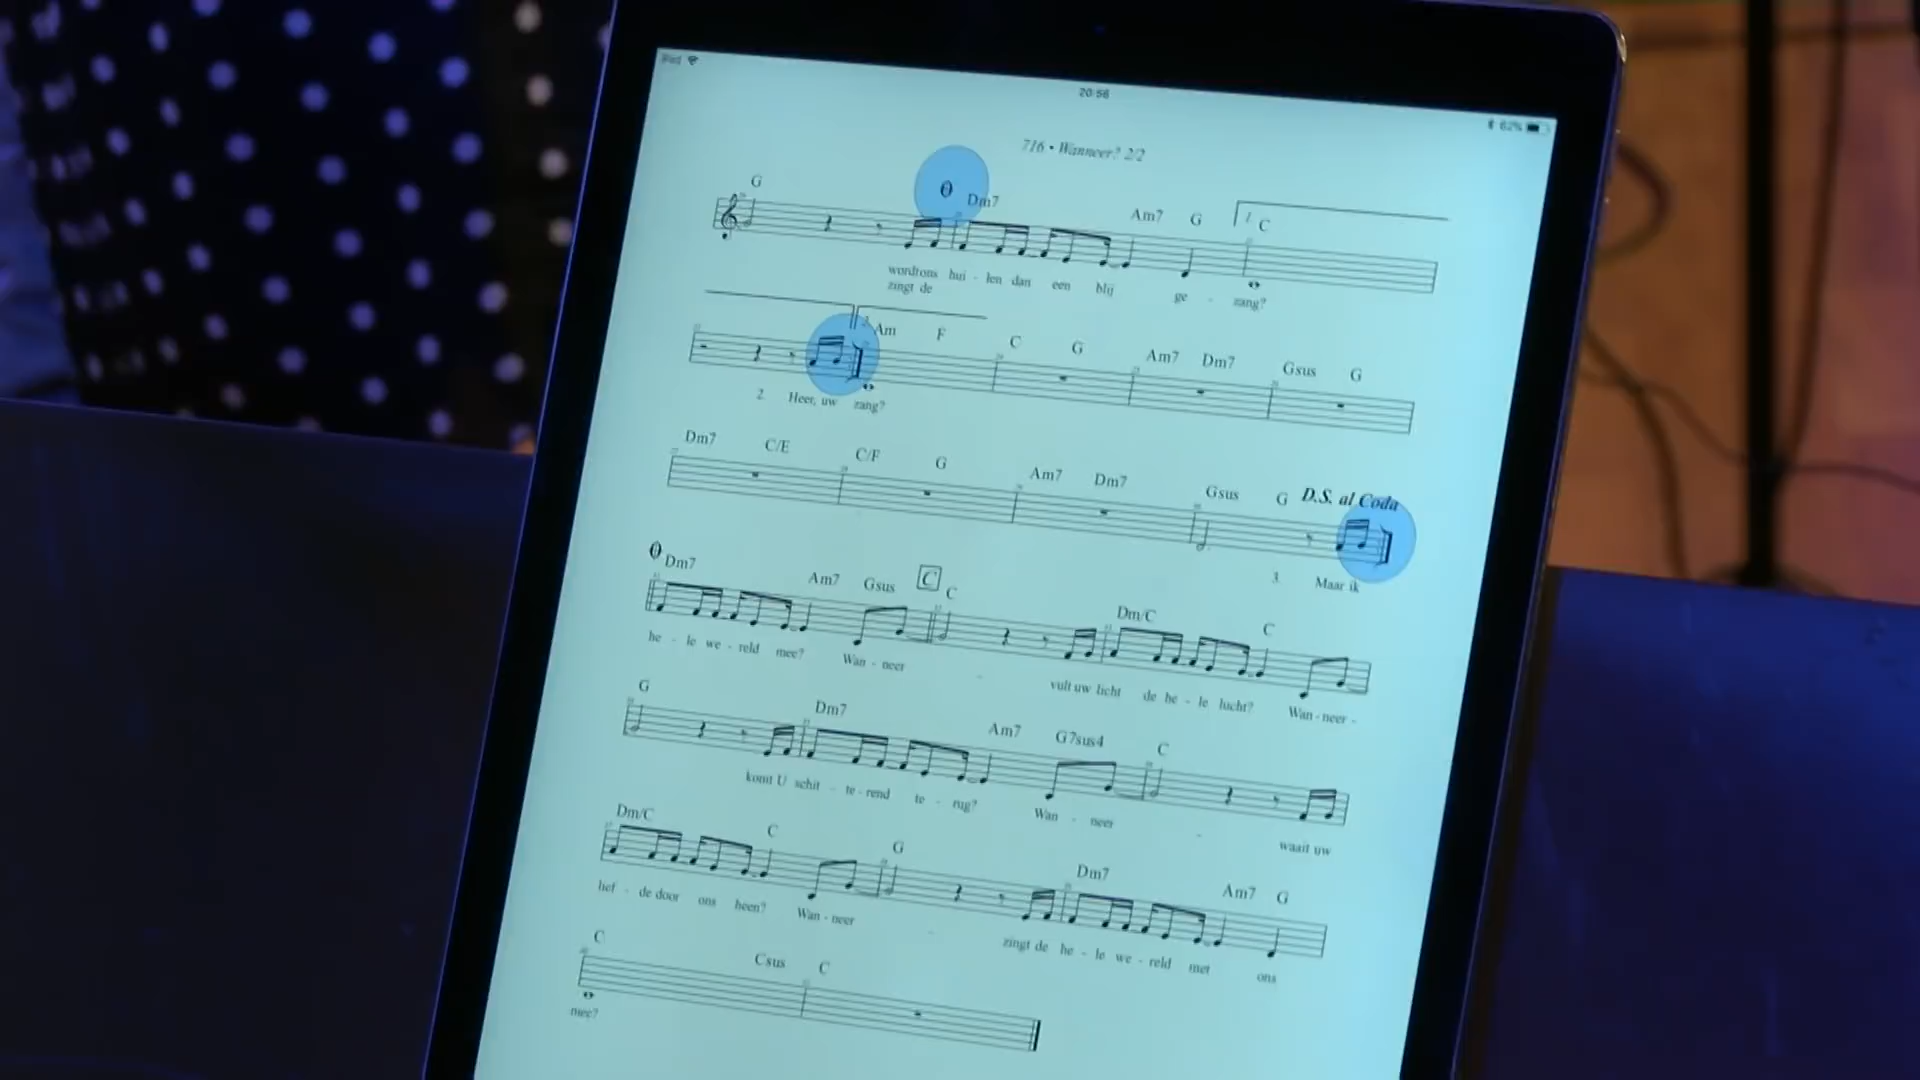 iPad
20:56
62%
716 • Wanneer? 2/2
G Dm7 Am7 G 1. C
wordt ons hui - len dan een blij ge - zang?
zingt de
2. Am F C G Am7 Dm7 Gsus G
2. Heer, uw zang?
Dm7 C/E C/F G Am7 Dm7 Gsus G D.S. al Coda
3. Maar ik
Dm7 Am7 Gsus C C Dm/C C
he - le we - reld mee? Wan - neer - vult uw licht de he - le lucht? Wan - neer -
G Dm7 Am7 G7sus4 C
komt U schit - te - rend te - rug? Wan - neer - waait uw
Dm/C C G Dm7 Am7 G
lief - de door ons heen? Wan - neer - zingt de he - le we - reld met ons
C Csus C
mee?